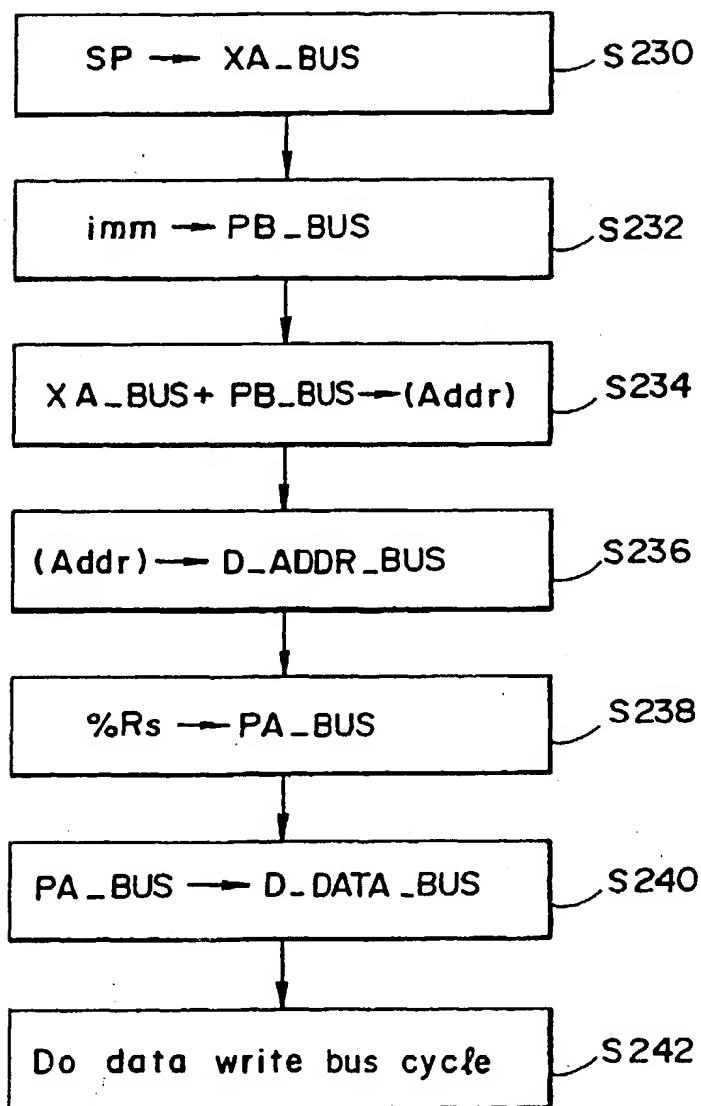 SP → XA_BUS
S230
imm → PB_BUS
S232
XA_BUS+ PB_BUS→(Addr)
S234
(Addr)→ D_ADDR_BUS
S236
%Rs → PA_BUS
S238
PA_BUS → D_DATA_BUS
S240
Do data write bus cycle
S242